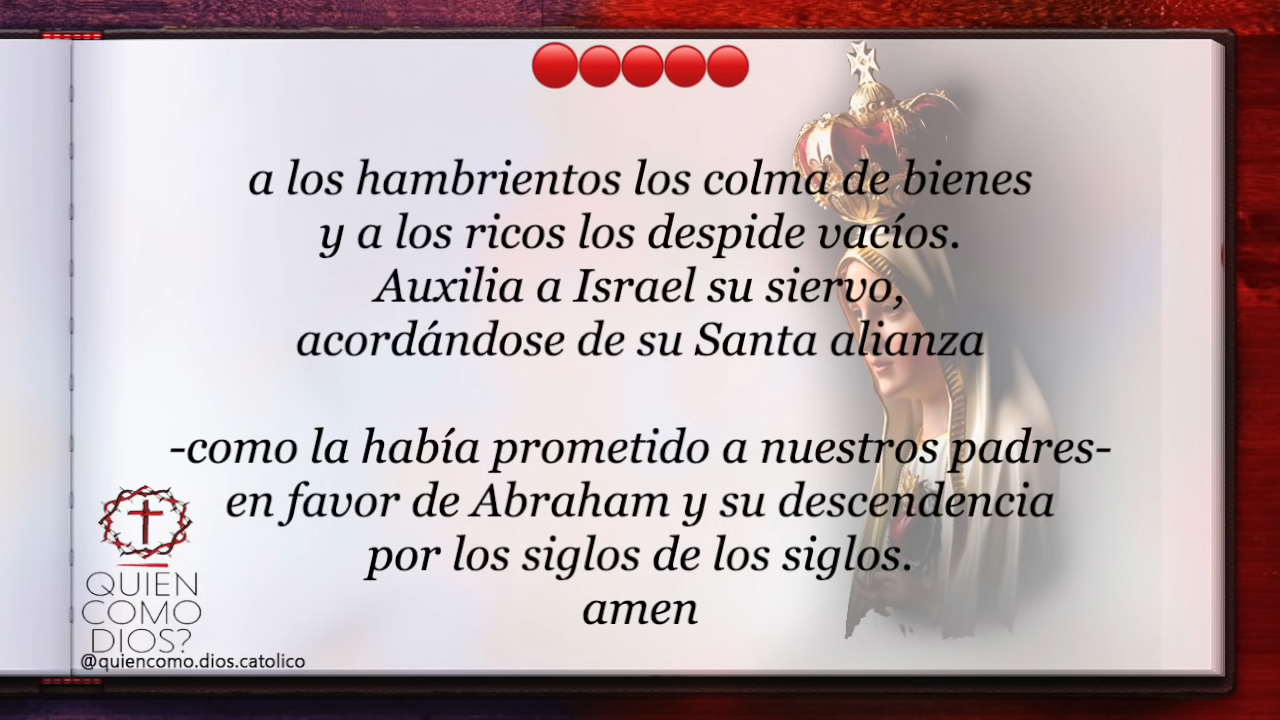 a los hambrientos los colma de bienes
y a los ricos los despide vacíos.
Auxilia a Israel su siervo,
acordándose de su Santa alianza
-como la había prometido a nuestros padres-
en favor de Abraham y su descendencia
por los siglos de los siglos.
amen
QUIEN
COMO
DIOS?
@quiencomo.dios.catolico